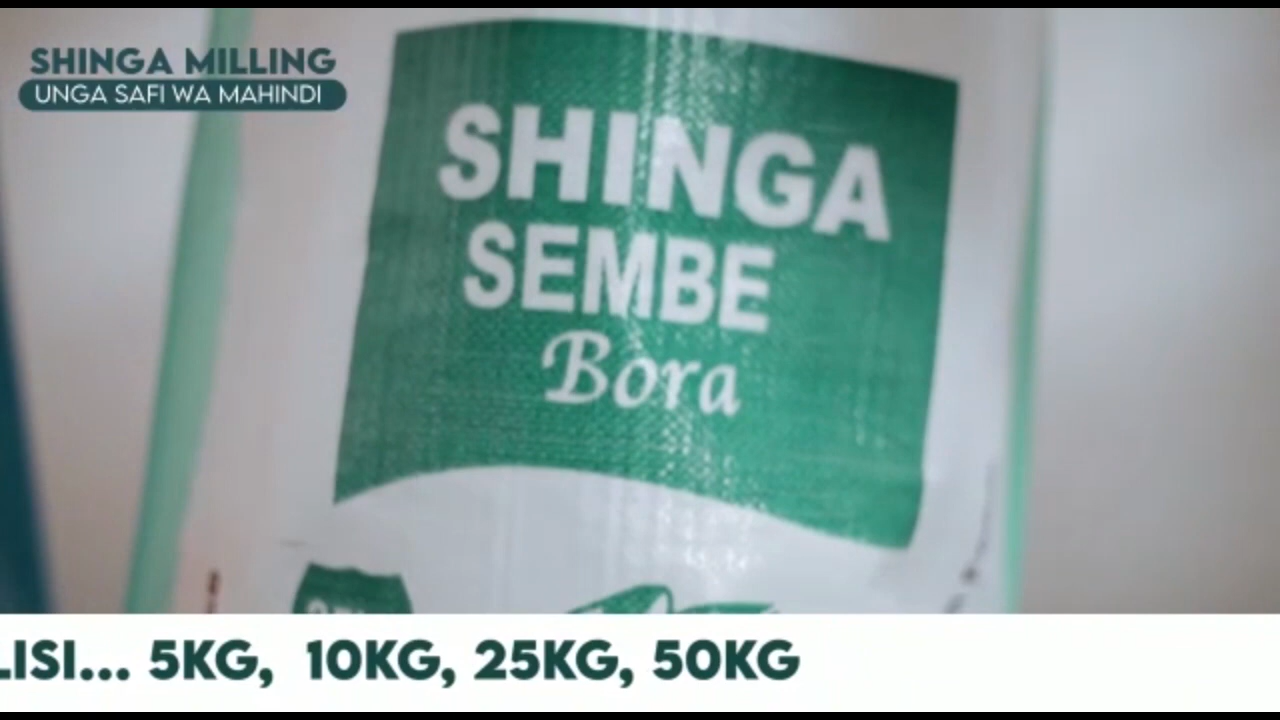 SHINGA MILLING
UNGA SAFI WA MAHINDI
SHINGA
SEMBE
Bora
LISI... 5KG, 10KG, 25KG, 50KG